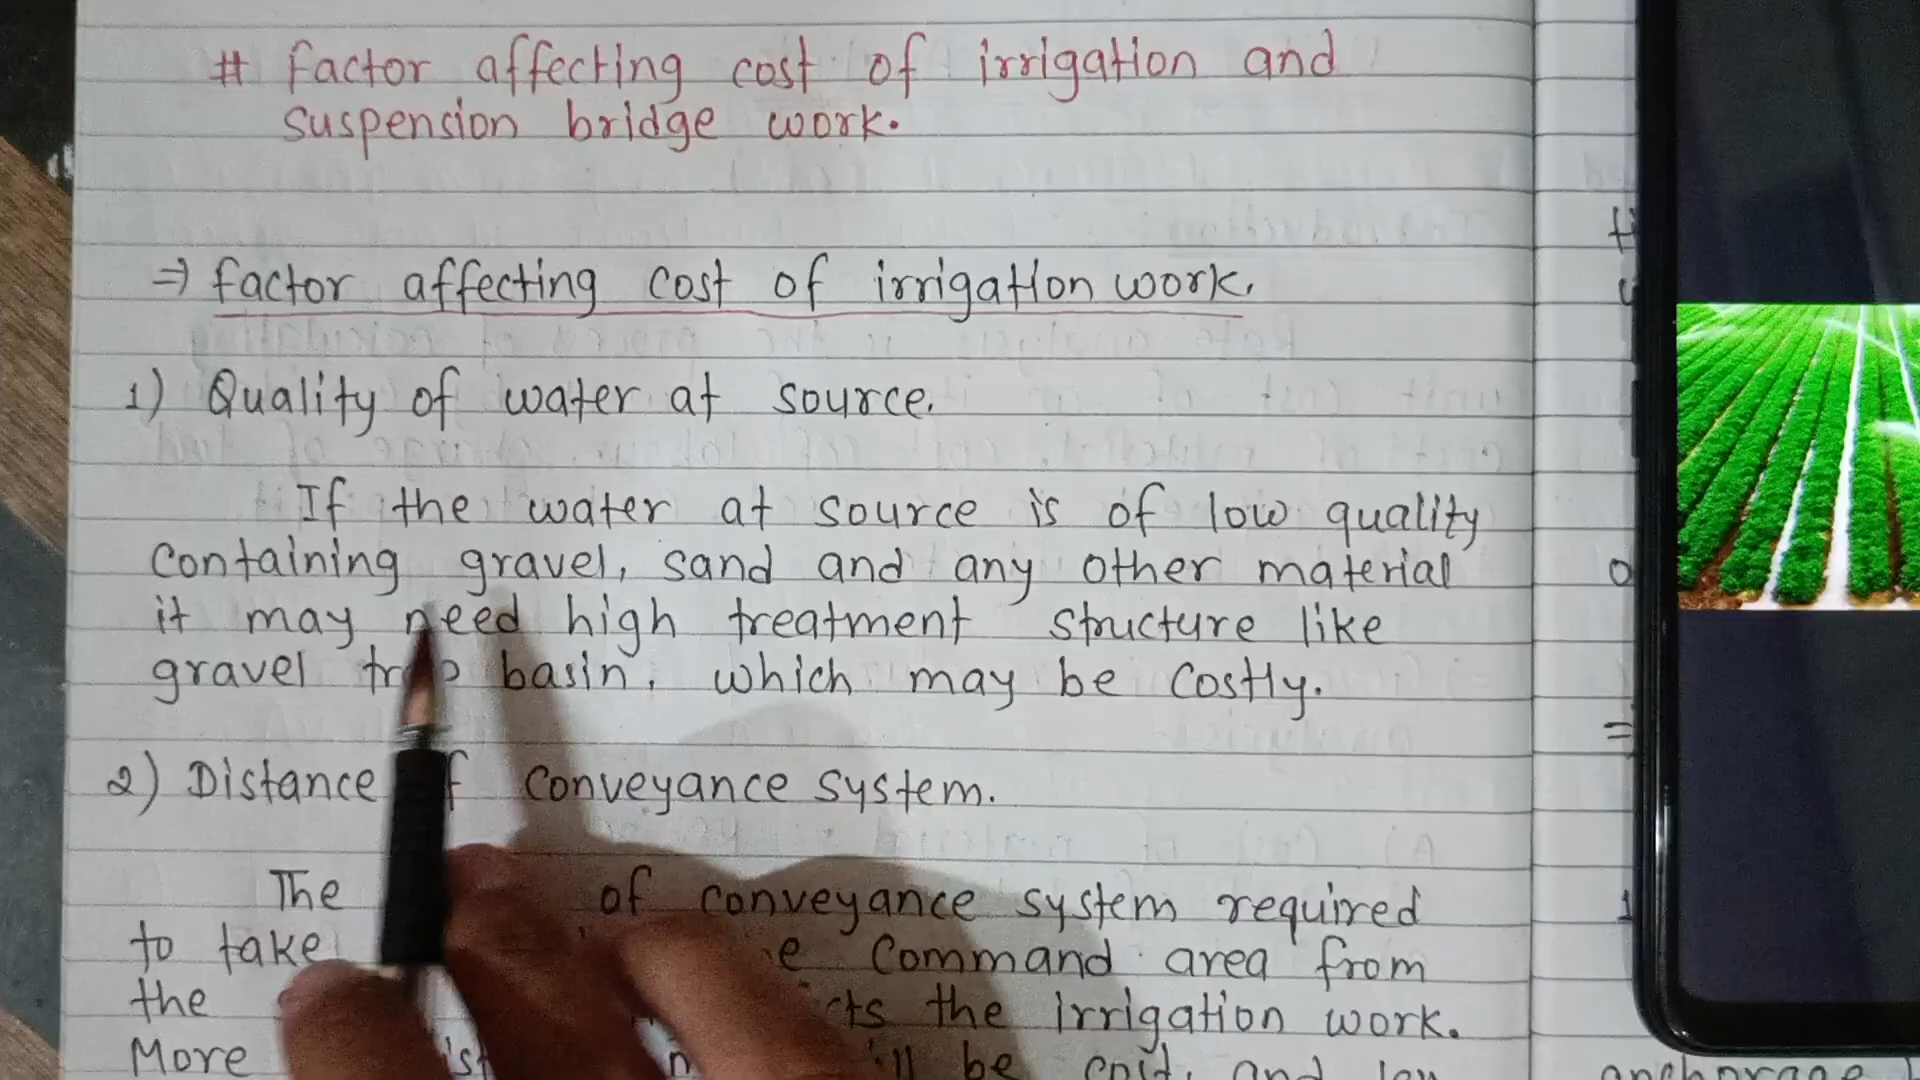 # factor affecting cost of irrigation and
suspension bridge work.
⇒ factor affecting cost of irrigation work.
1) Quality of water at source.
If the water at source is of low quality
containing gravel, sand and any other material
it may need high treatment structure like
gravel trap basin, which may be costly.
2) Distance of conveyance system.
The of conveyance system required
to take command area from
the the irrigation work.
More be and